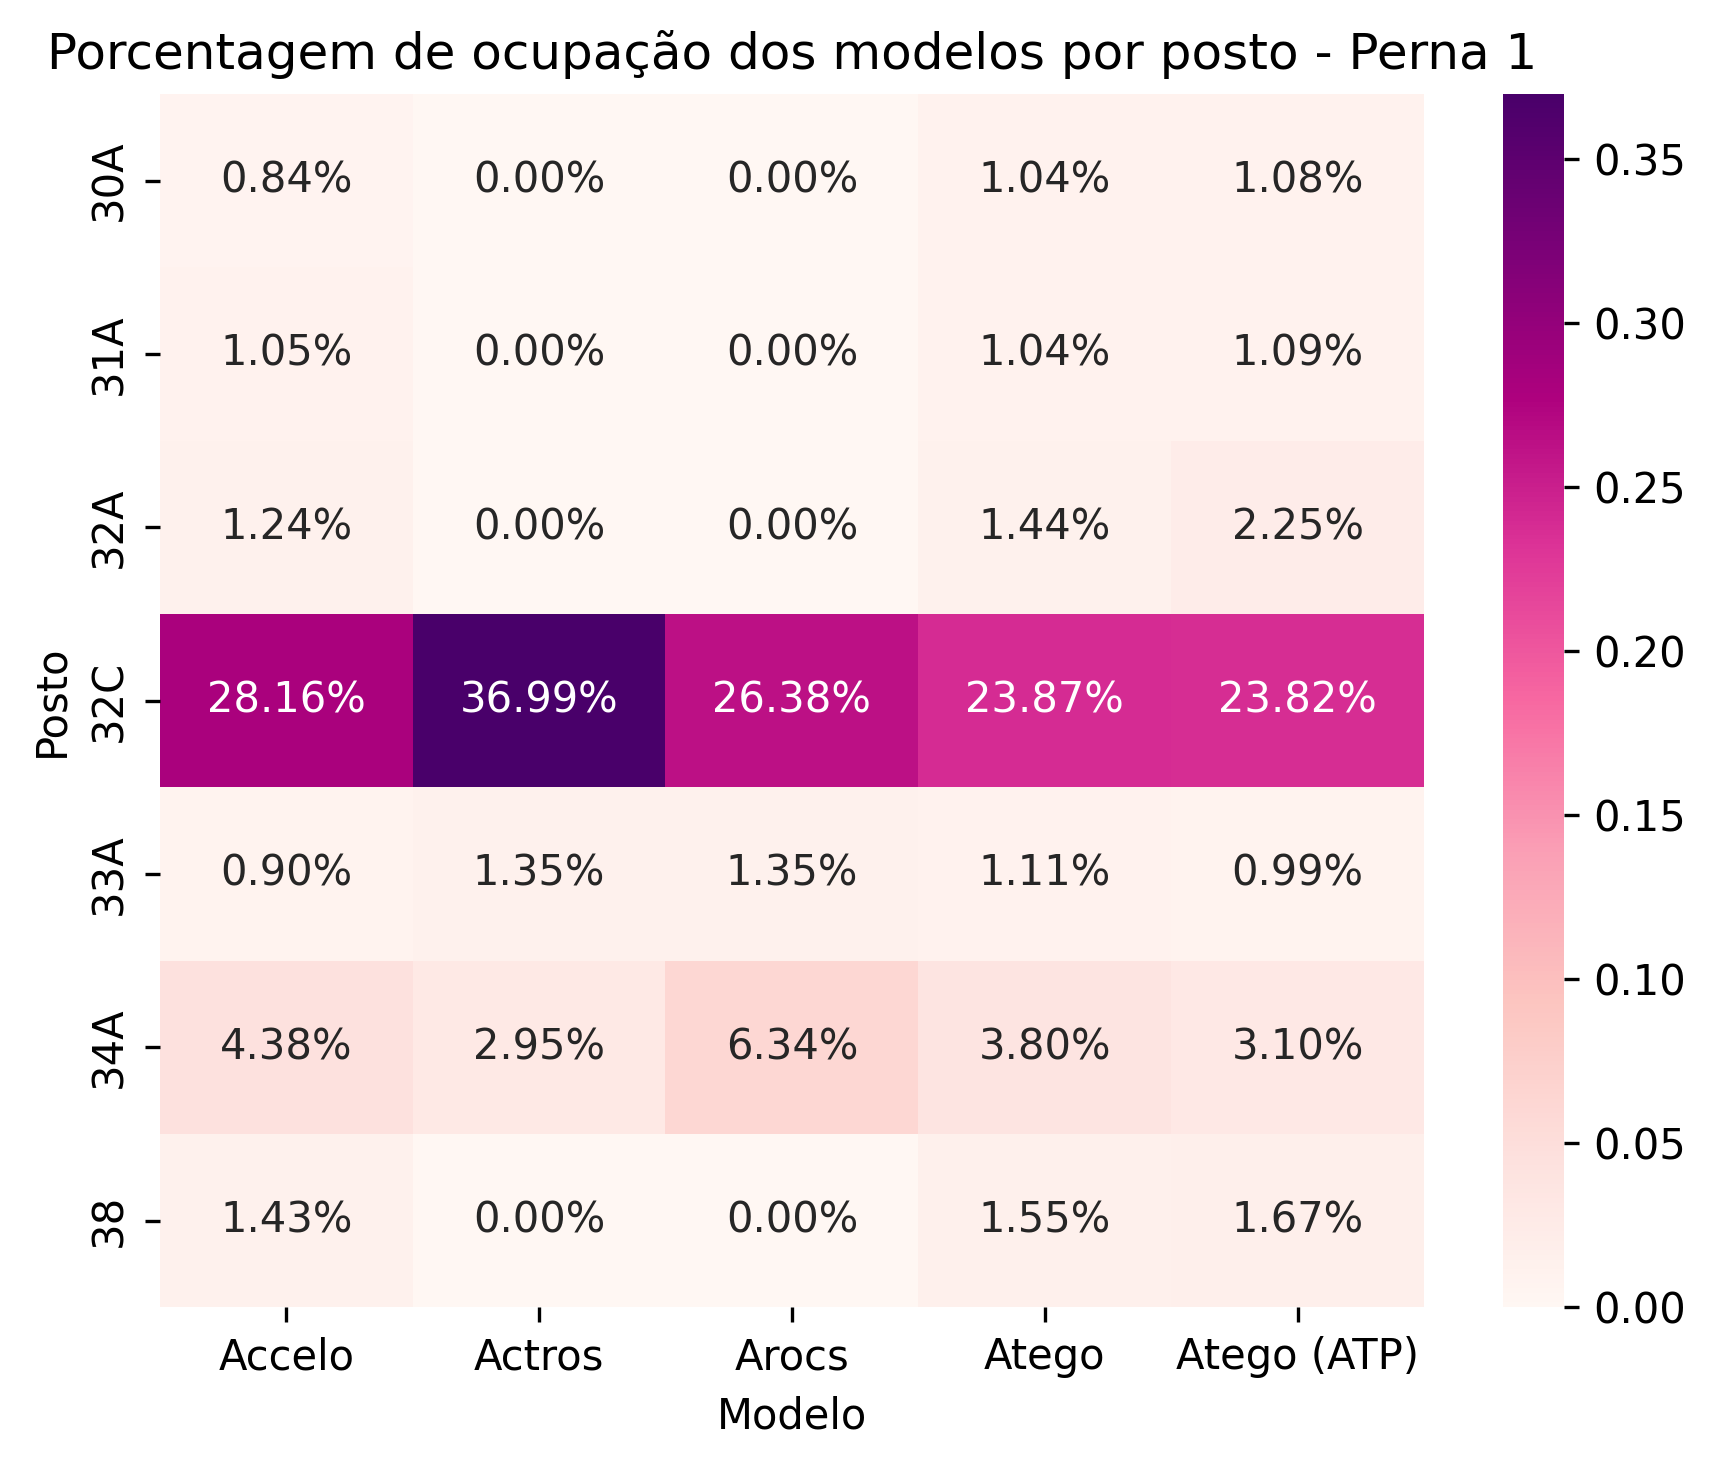 Porcentagem de ocupação dos modelos por posto - Perna 1
30A 0.84% 0.00% 0.00% 1.04% 1.08%
31A 1.05% 0.00% 0.00% 1.04% 1.09%
32A 1.24% 0.00% 0.00% 1.44% 2.25%
32C 28.16% 36.99% 26.38% 23.87% 23.82%
33A 0.90% 1.35% 1.35% 1.11% 0.99%
34A 4.38% 2.95% 6.34% 3.80% 3.10%
38 1.43% 0.00% 0.00% 1.55% 1.67%
Posto
Accelo Actros Arocs Atego Atego (ATP)
Modelo
0.35
0.30
0.25
0.20
0.15
0.10
0.05
0.00